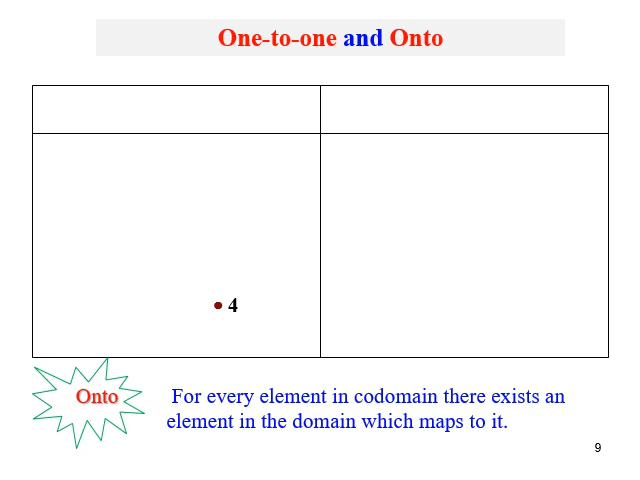 One-to-one and Onto
4
Onto
For every element in codomain there exists an
element in the domain which maps to it.
9